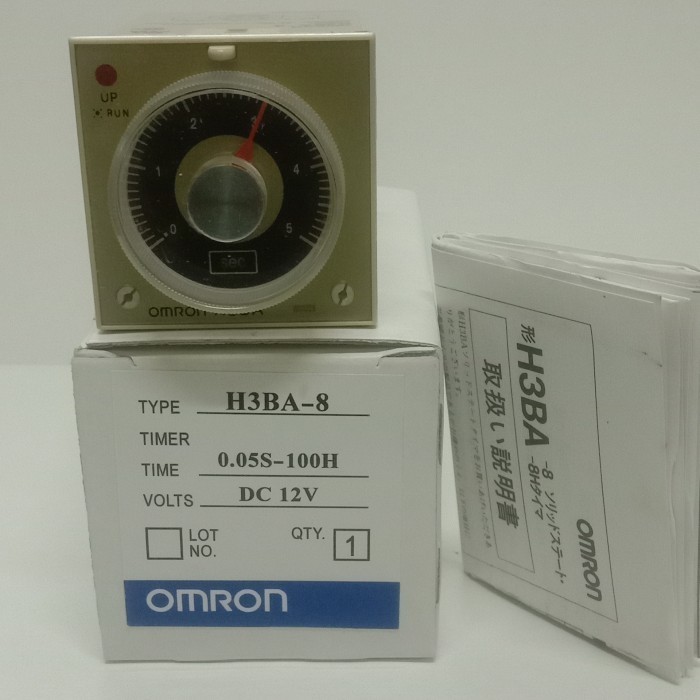 UP
RUN
0
1
2
3
4
5
sec
OMRON H3BA
TYPE H3BA-8
TIMER
TIME 0.05S-100H
VOLTS DC 12V
LOT NO. QTY. 1
OMRON
形H3BA -8 ソリッドステート
-8Hタイマ
取扱い説明書
OMRON